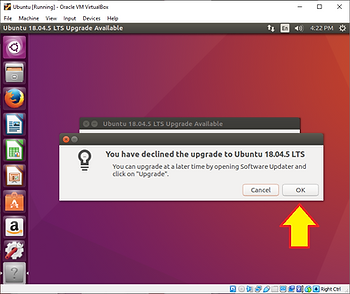 Ubuntu [Running] - Oracle VM VirtualBox
File Machine View Input Devices Help
Ubuntu 18.04.5 LTS Upgrade Available
En
4:22 PM
Ubuntu 18.04.5 LTS Upgrade Available
You have declined the upgrade to Ubuntu 18.04.5 LTS
You can upgrade at a later time by opening Software Updater and
click on "Upgrade".
Cancel
OK
Right Ctrl